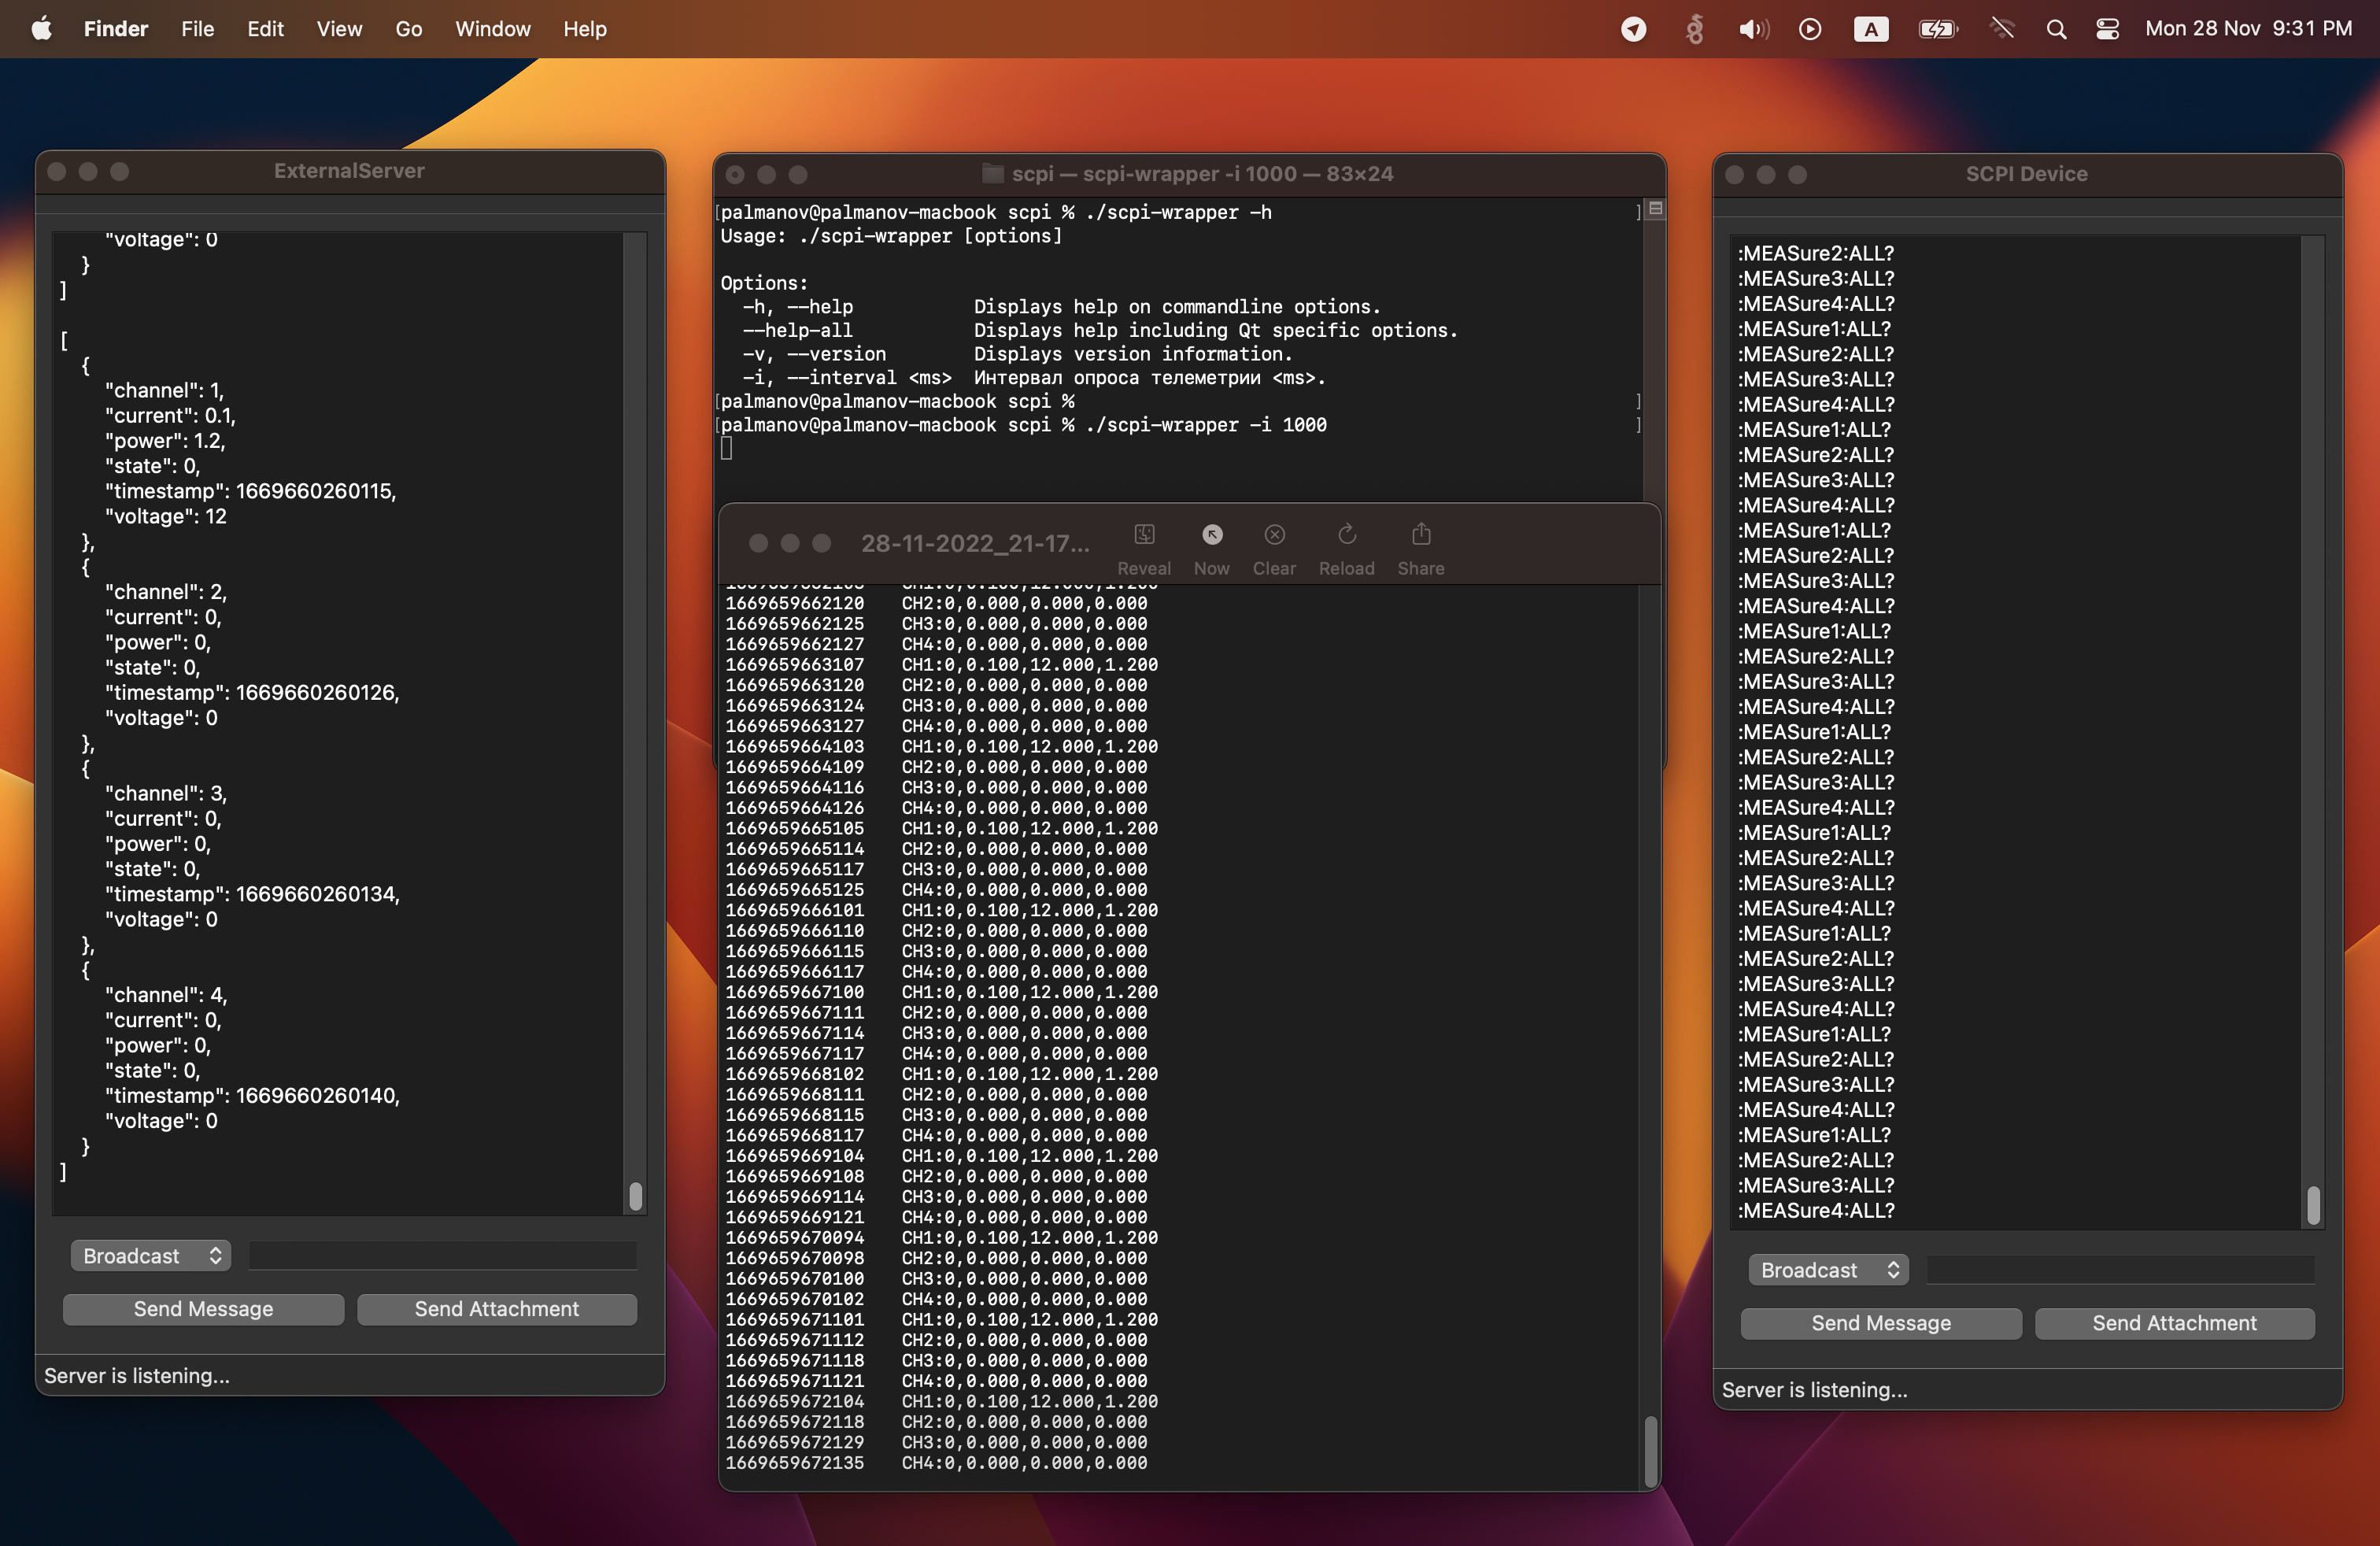 Finder File Edit View Go Window Help A Mon 28 Nov 9:31 PM
ExternalServer
"voltage": 0
}
]
[
{
"channel": 1,
"current": 0.1,
"power": 1.2,
"state": 0,
"timestamp": 1669660260115,
"voltage": 12
},
{
"channel": 2,
"current": 0,
"power": 0,
"state": 0,
"timestamp": 1669660260126,
"voltage": 0
},
{
"channel": 3,
"current": 0,
"power": 0,
"state": 0,
"timestamp": 1669660260134,
"voltage": 0
},
{
"channel": 4,
"current": 0,
"power": 0,
"state": 0,
"timestamp": 1669660260140,
"voltage": 0
}
]
Broadcast
Send Message Send Attachment
Server is listening...
scpi — scpi-wrapper -i 1000 — 83×24
[palmanov@palmanov-macbook scpi % ./scpi-wrapper -h ]
Usage: ./scpi-wrapper [options]
Options:
-h, --help Displays help on commandline options.
--help-all Displays help including Qt specific options.
-v, --version Displays version information.
-i, --interval <ms> Интервал опроса телеметрии <ms>.
[palmanov@palmanov-macbook scpi % ]
[palmanov@palmanov-macbook scpi % ./scpi-wrapper -i 1000 ]
28-11-2022_21-17...
Reveal Now Clear Reload Share
1669659662120 CH2:0,0.000,0.000,0.000
1669659662125 CH3:0,0.000,0.000,0.000
1669659662127 CH4:0,0.000,0.000,0.000
1669659663107 CH1:0,0.100,12.000,1.200
1669659663120 CH2:0,0.000,0.000,0.000
1669659663124 CH3:0,0.000,0.000,0.000
1669659663127 CH4:0,0.000,0.000,0.000
1669659664103 CH1:0,0.100,12.000,1.200
1669659664109 CH2:0,0.000,0.000,0.000
1669659664116 CH3:0,0.000,0.000,0.000
1669659664126 CH4:0,0.000,0.000,0.000
1669659665105 CH1:0,0.100,12.000,1.200
1669659665114 CH2:0,0.000,0.000,0.000
1669659665117 CH3:0,0.000,0.000,0.000
1669659665125 CH4:0,0.000,0.000,0.000
1669659666101 CH1:0,0.100,12.000,1.200
1669659666110 CH2:0,0.000,0.000,0.000
1669659666115 CH3:0,0.000,0.000,0.000
1669659666117 CH4:0,0.000,0.000,0.000
1669659667100 CH1:0,0.100,12.000,1.200
1669659667111 CH2:0,0.000,0.000,0.000
1669659667114 CH3:0,0.000,0.000,0.000
1669659667117 CH4:0,0.000,0.000,0.000
1669659668102 CH1:0,0.100,12.000,1.200
1669659668111 CH2:0,0.000,0.000,0.000
1669659668115 CH3:0,0.000,0.000,0.000
1669659668117 CH4:0,0.000,0.000,0.000
1669659669104 CH1:0,0.100,12.000,1.200
1669659669108 CH2:0,0.000,0.000,0.000
1669659669114 CH3:0,0.000,0.000,0.000
1669659669121 CH4:0,0.000,0.000,0.000
1669659670094 CH1:0,0.100,12.000,1.200
1669659670098 CH2:0,0.000,0.000,0.000
1669659670100 CH3:0,0.000,0.000,0.000
1669659670102 CH4:0,0.000,0.000,0.000
1669659671101 CH1:0,0.100,12.000,1.200
1669659671112 CH2:0,0.000,0.000,0.000
1669659671118 CH3:0,0.000,0.000,0.000
1669659671121 CH4:0,0.000,0.000,0.000
1669659672104 CH1:0,0.100,12.000,1.200
1669659672118 CH2:0,0.000,0.000,0.000
1669659672129 CH3:0,0.000,0.000,0.000
1669659672135 CH4:0,0.000,0.000,0.000
SCPI Device
:MEASure2:ALL?
:MEASure3:ALL?
:MEASure4:ALL?
:MEASure1:ALL?
:MEASure2:ALL?
:MEASure3:ALL?
:MEASure4:ALL?
:MEASure1:ALL?
:MEASure2:ALL?
:MEASure3:ALL?
:MEASure4:ALL?
:MEASure1:ALL?
:MEASure2:ALL?
:MEASure3:ALL?
:MEASure4:ALL?
:MEASure1:ALL?
:MEASure2:ALL?
:MEASure3:ALL?
:MEASure4:ALL?
:MEASure1:ALL?
:MEASure2:ALL?
:MEASure3:ALL?
:MEASure4:ALL?
:MEASure1:ALL?
:MEASure2:ALL?
:MEASure3:ALL?
:MEASure4:ALL?
:MEASure1:ALL?
:MEASure2:ALL?
:MEASure3:ALL?
:MEASure4:ALL?
:MEASure1:ALL?
:MEASure2:ALL?
:MEASure3:ALL?
:MEASure4:ALL?
:MEASure1:ALL?
:MEASure2:ALL?
:MEASure3:ALL?
:MEASure4:ALL?
Broadcast
Send Message Send Attachment
Server is listening...